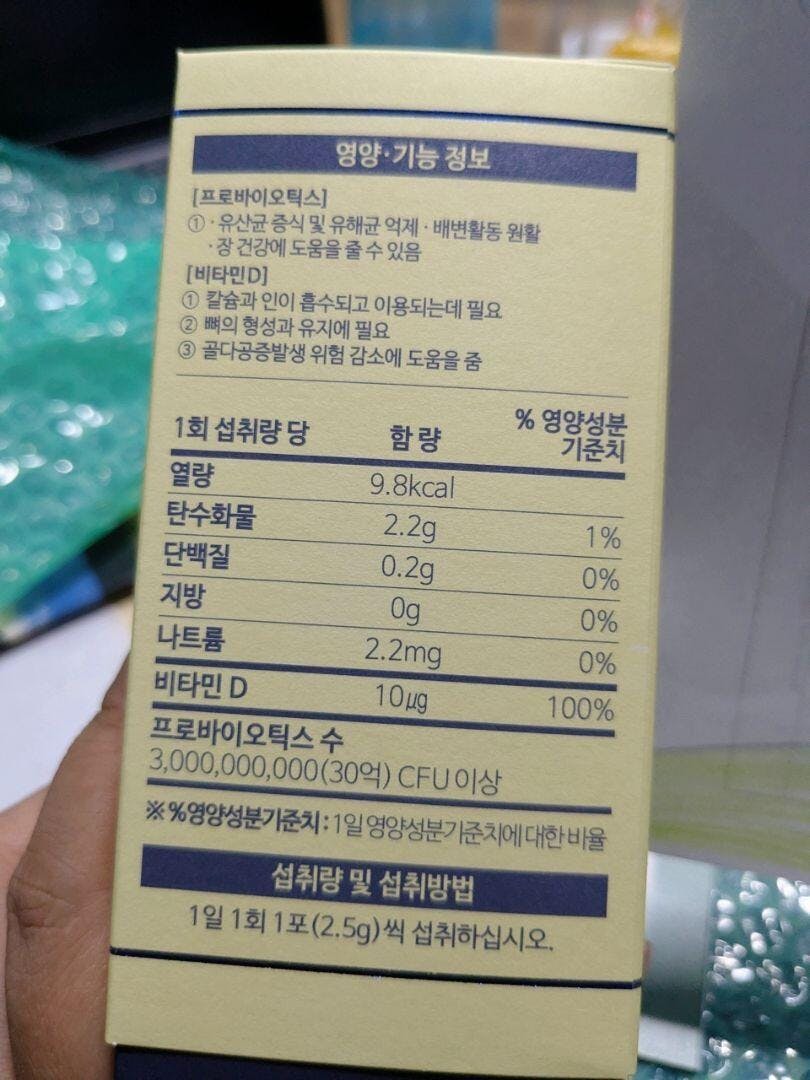 영양·기능 정보
[프로바이오틱스]
① · 유산균 증식 및 유해균 억제 · 배변활동 원활
· 장 건강에 도움을 줄 수 있음
[비타민D]
① 칼슘과 인이 흡수되고 이용되는데 필요
② 뼈의 형성과 유지에 필요
③ 골다공증발생 위험 감소에 도움을 줌
1회 섭취량 당 함 량 % 영양성분
기준치
열량 9.8kcal
탄수화물 2.2g 1%
단백질 0.2g 0%
지방 0g 0%
나트륨 2.2mg 0%
비타민 D 10㎍ 100%
프로바이오틱스 수
3,000,000,000(30억) CFU 이상
※ %영양성분기준치 : 1일 영양성분기준치에 대한 비율
섭취량 및 섭취방법
1일 1회 1포(2.5g)씩 섭취하십시오.